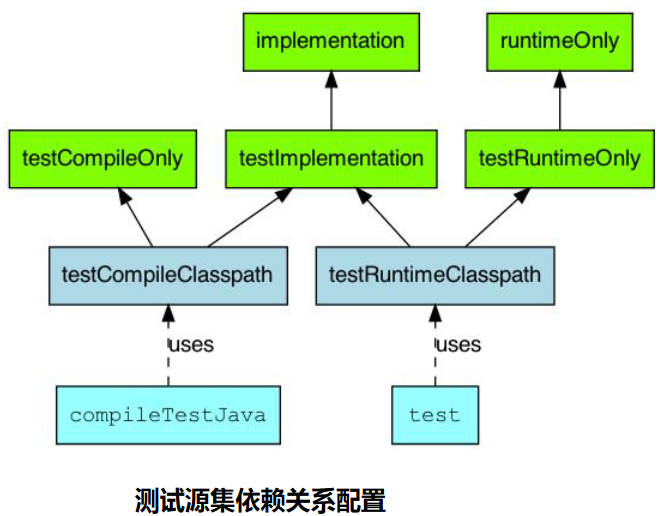 implementation
runtimeOnly
testCompileOnly
testImplementation
testRuntimeOnly
testCompileClasspath
testRuntimeClasspath
uses
uses
compileTestJava
test
测试源集依赖关系配置